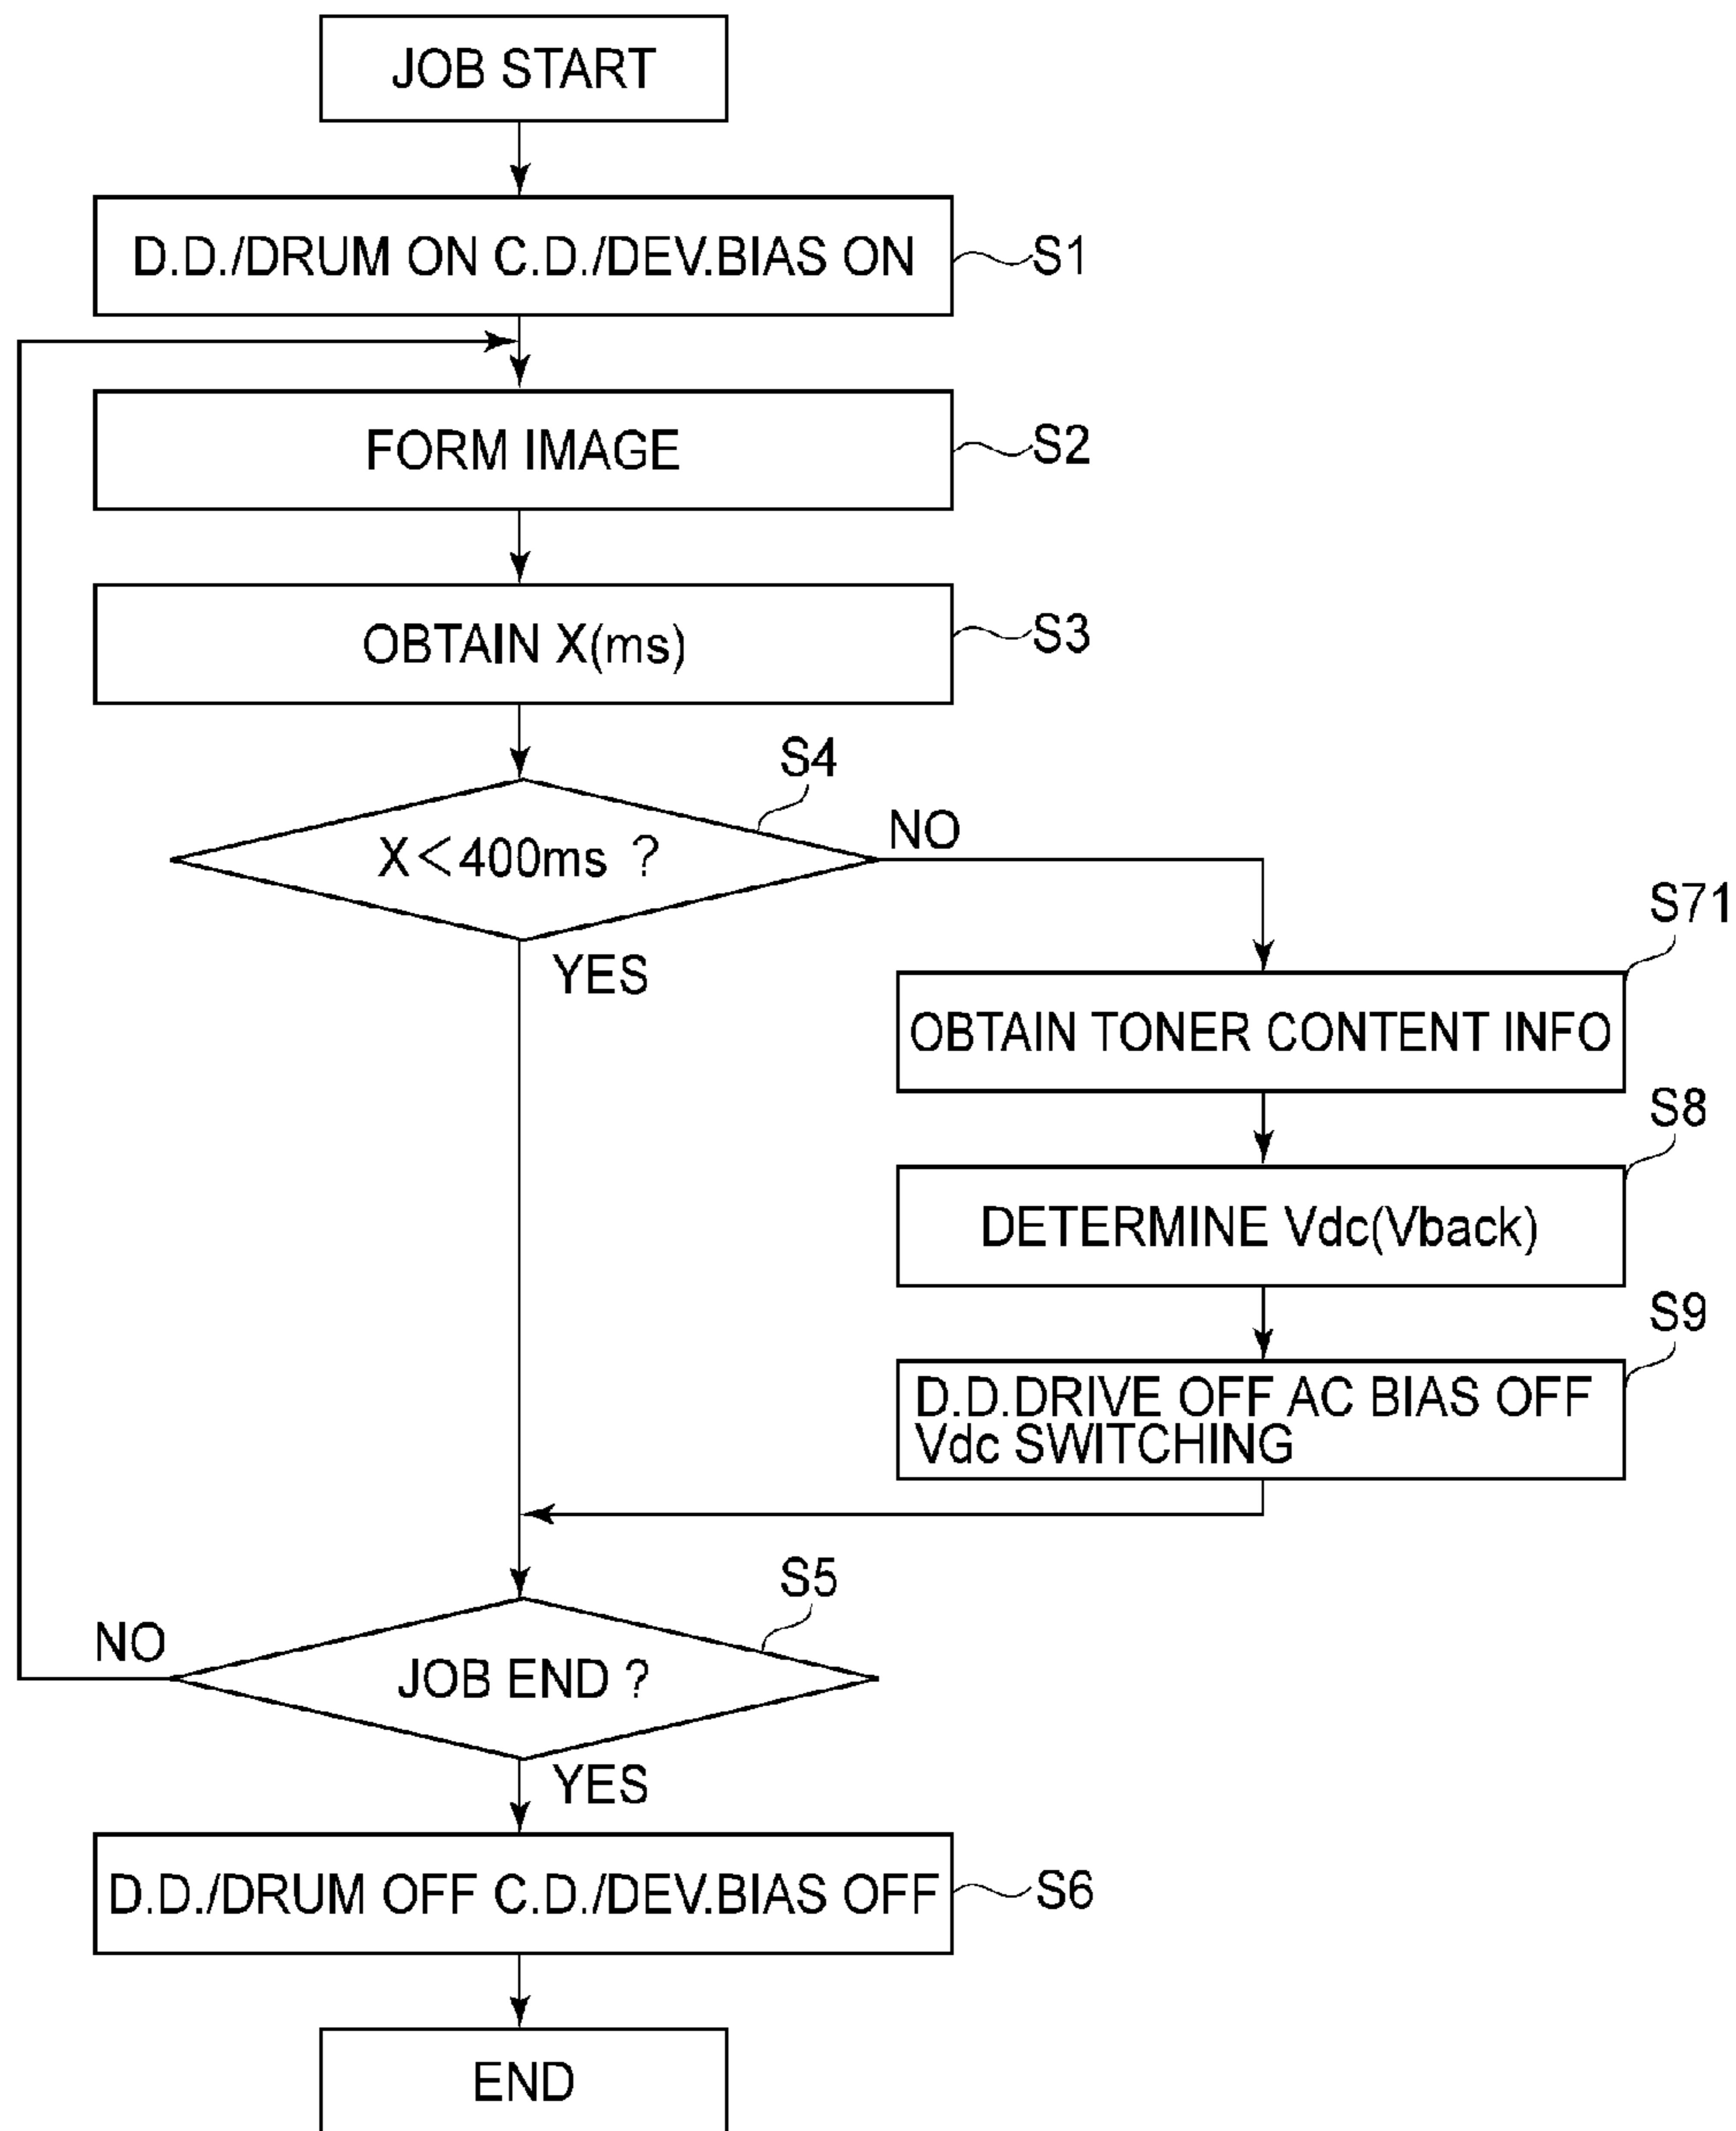 JOB START
D.D./DRUM ON C.D./DEV.BIAS ON
S1
FORM IMAGE
S2
OBTAIN X(ms)
S3
S4
X<400ms ?
NO
YES
S71
OBTAIN TONER CONTENT INFO
S8
DETERMINE Vdc(Vback)
S9
D.D.DRIVE OFF AC BIAS OFF
Vdc SWITCHING
S5
JOB END ?
NO
YES
D.D./DRUM OFF C.D./DEV.BIAS OFF
S6
END